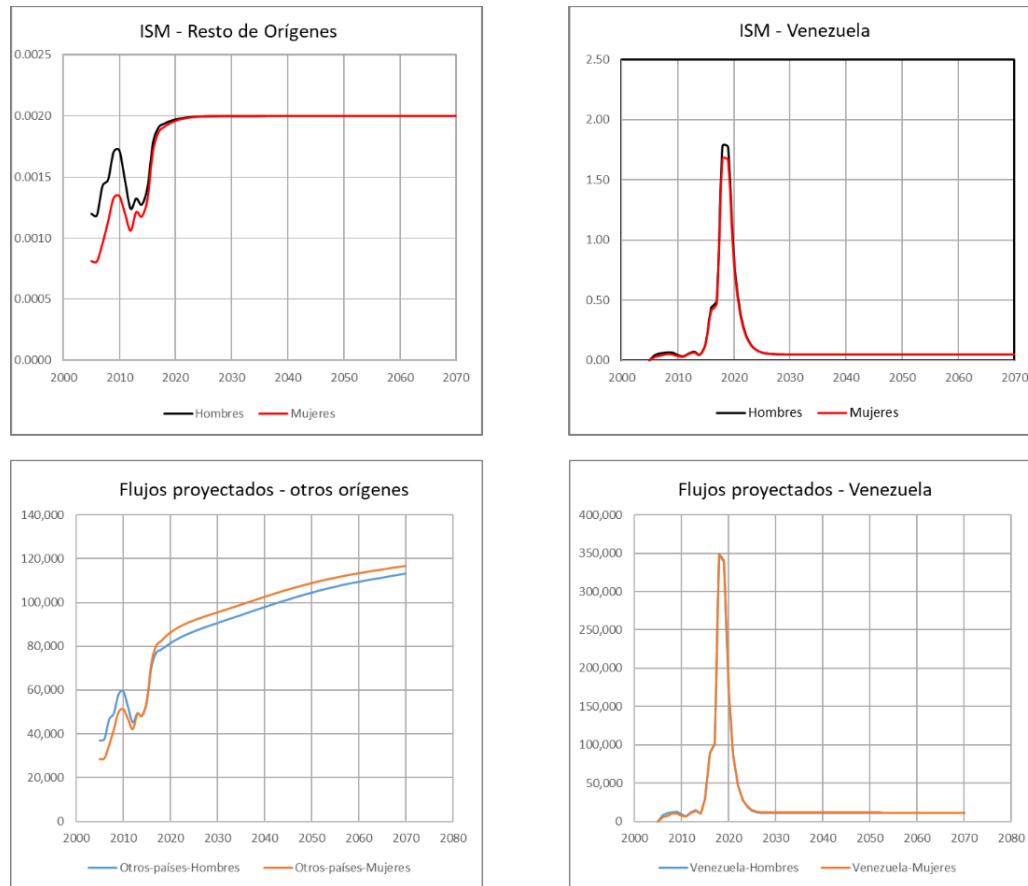 ISM - Resto de Orígenes
0.0025
0.0020
0.0015
0.0010
0.0005
0.0000
2000 2010 2020 2030 2040 2050 2060 2070
Hombres Mujeres
ISM - Venezuela
2.50
2.00
1.50
1.00
0.50
0.00
2000 2010 2020 2030 2040 2050 2060 2070
Hombres Mujeres
Flujos proyectados - otros orígenes
140,000
120,000
100,000
80,000
60,000
40,000
20,000
0
2000 2010 2020 2030 2040 2050 2060 2070 2080
Otros-países-Hombres Otros-países-Mujeres
Flujos proyectados - Venezuela
400,000
350,000
300,000
250,000
200,000
150,000
100,000
50,000
0
2000 2010 2020 2030 2040 2050 2060 2070 2080
Venezuela-Hombres Venezuela-Mujeres